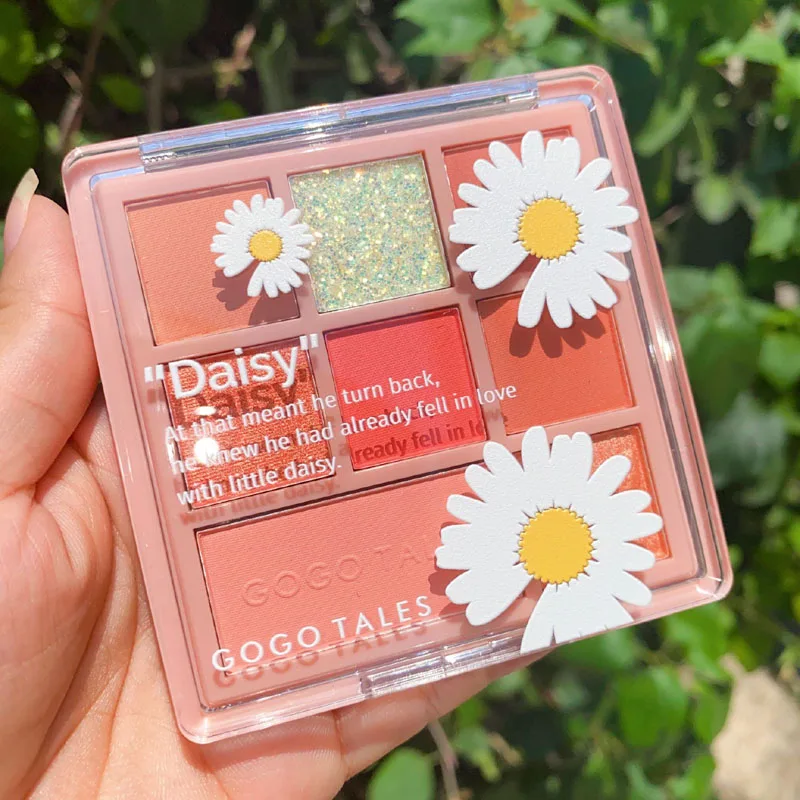 "Daisy"
At that meant he turn back,
he knew he had already fell in love
with little daisy.
GOGO TA
GOGO TALES